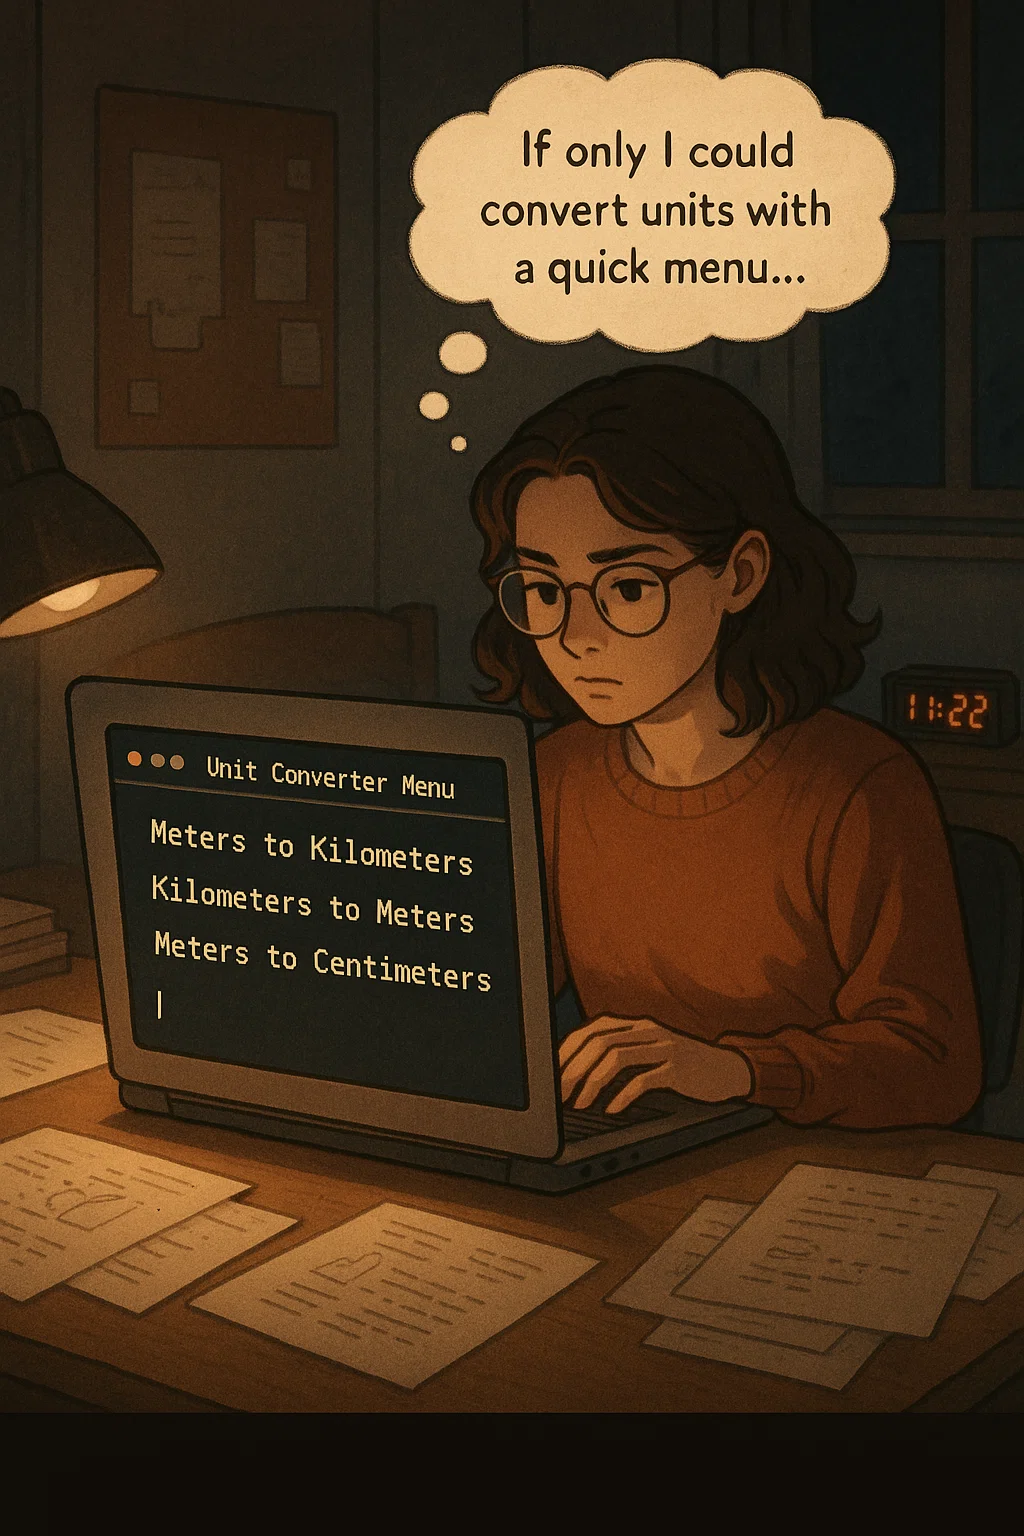 If only I could
convert units with
a quick menu...
11:22
Unit Converter Menu
Meters to Kilometers
Kilometers to Meters
Meters to Centimeters